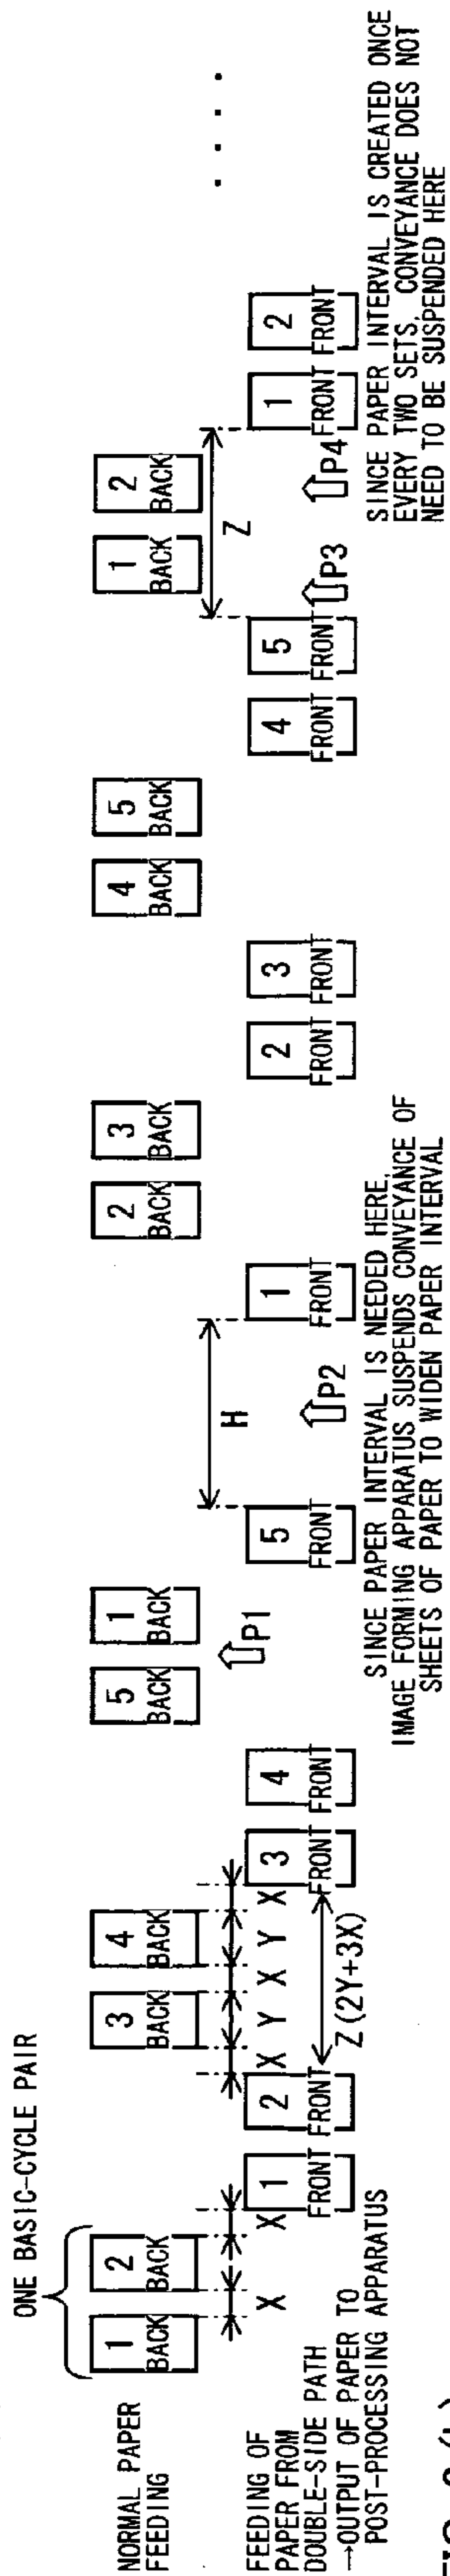 ONE BASIC-CYCLE PAIR
NORMAL PAPER
FEEDING
1
BACK
2
BACK
3
BACK
4
BACK
5
BACK
1
BACK
2
BACK
3
BACK
4
BACK
5
BACK
1
BACK
2
BACK
X
X
X Y X Y X
Z(2Y+3X)
P1
H
P2
Z
P3
P4
. . . .
FEEDING OF
PAPER FROM
DOUBLE-SIDE PATH
→OUTPUT OF PAPER TO
POST-PROCESSING APPARATUS
1
FRONT
2
FRONT
3
FRONT
4
FRONT
5
FRONT
1
FRONT
2
FRONT
3
FRONT
4
FRONT
5
FRONT
1
FRONT
2
FRONT
SINCE PAPER INTERVAL IS NEEDED HERE,
IMAGE FORMING APPARATUS SUSPENDS CONVEYANCE OF
SHEETS OF PAPER TO WIDEN PAPER INTERVAL
SINCE PAPER INTERVAL IS CREATED ONCE
EVERY TWO SETS, CONVEYANCE DOES NOT
NEED TO BE SUSPENDED HERE